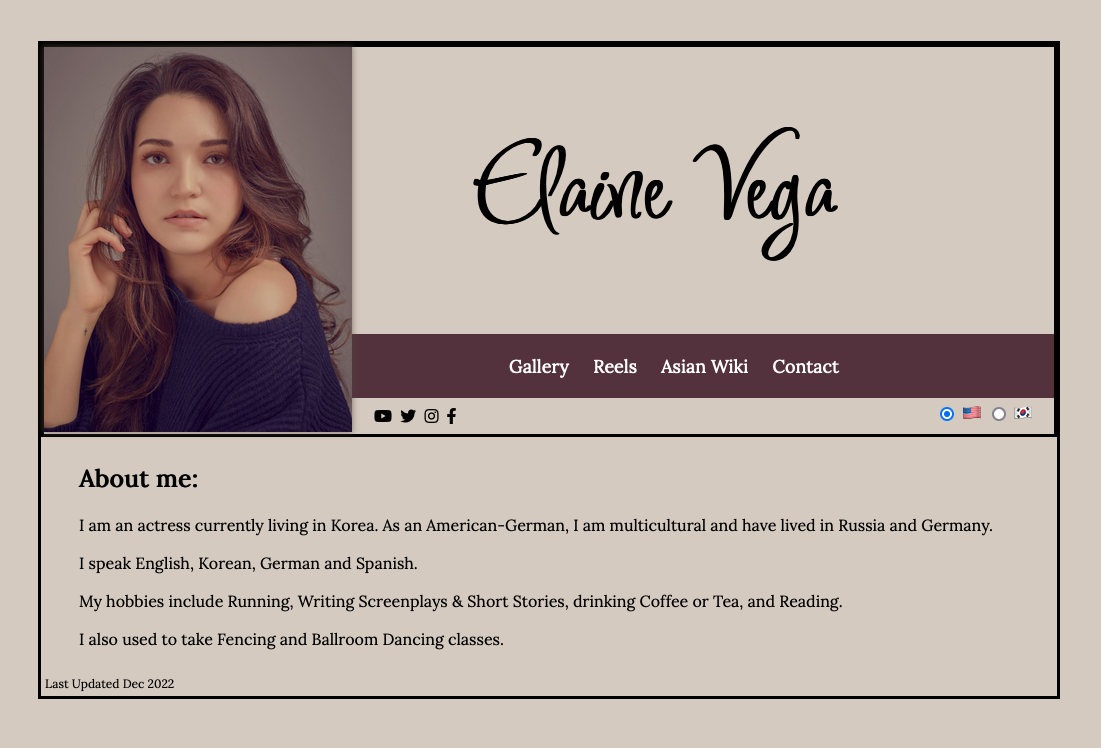 Elaine Vega
Gallery Reels Asian Wiki Contact
About me:
I am an actress currently living in Korea. As an American-German, I am multicultural and have lived in Russia and Germany.
I speak English, Korean, German and Spanish.
My hobbies include Running, Writing Screenplays & Short Stories, drinking Coffee or Tea, and Reading.
I also used to take Fencing and Ballroom Dancing classes.
Last Updated Dec 2022